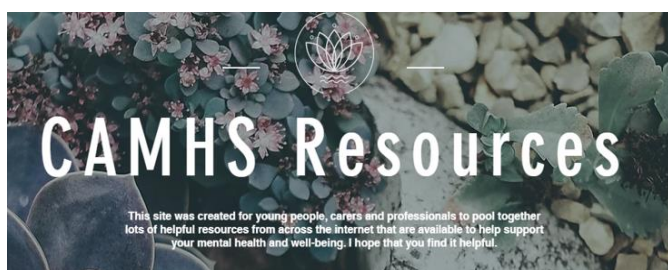 CAMHS Resources
This site was created for young people, carers and professionals to pool together
lots of helpful resources from across the internet that are available to help support
your mental health and well-being. I hope that you find it helpful.